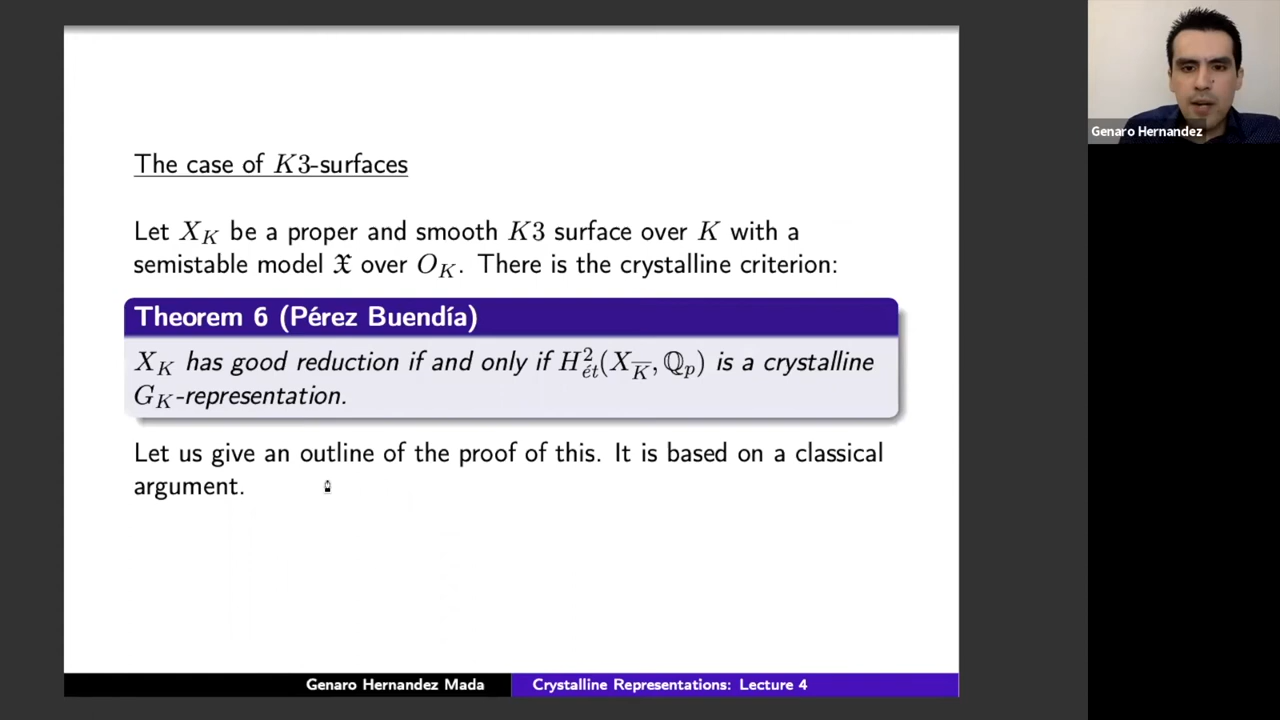 The case of K3-surfaces
Let X_K be a proper and smooth K3 surface over K with a
semistable model 𝔛 over O_K. There is the crystalline criterion:
Theorem 6 (Pérez Buendía)
X_K has good reduction if and only if H²_ét(X_K̅, ℚ_p) is a crystalline
G_K-representation.
Let us give an outline of the proof of this. It is based on a classical
argument.
Genaro Hernandez Mada
Crystalline Representations: Lecture 4
Genaro Hernandez